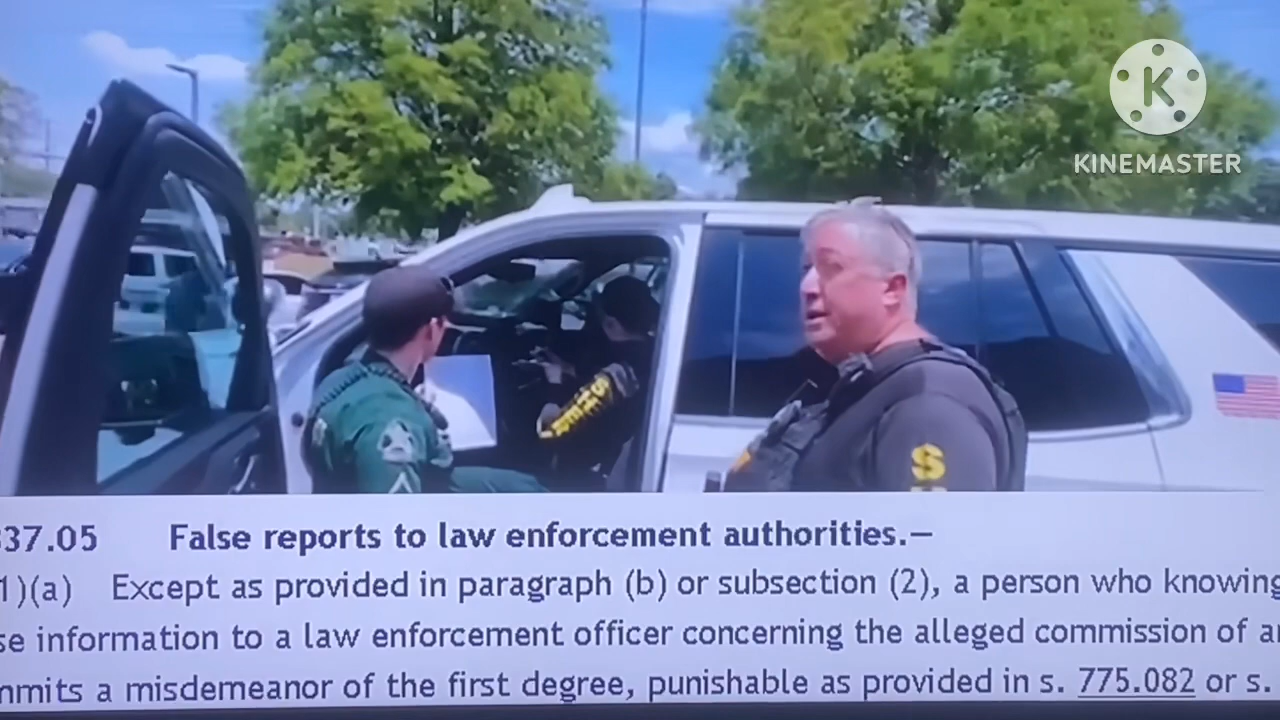 K
KINEMASTER
S
37.05 False reports to law enforcement authorities.—
1)(a) Except as provided in paragraph (b) or subsection (2), a person who knowing
se information to a law enforcement officer concerning the alleged commission of a
mmits a misdemeanor of the first degree, punishable as provided in s. 775.082 or s.